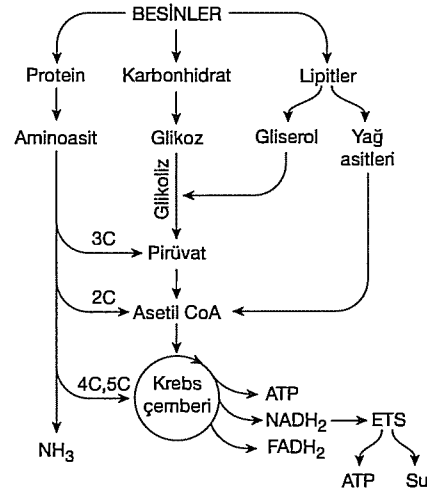 BESİNLER
Protein Karbonhidrat Lipitler
Aminoasit Glikoz Gliserol Yağ
asitleri
Glikoliz
3C Pirüvat
2C Asetil CoA
4C,5C Krebs
çemberi
ATP
NADH₂ ETS
FADH₂
NH₃
ATP Su